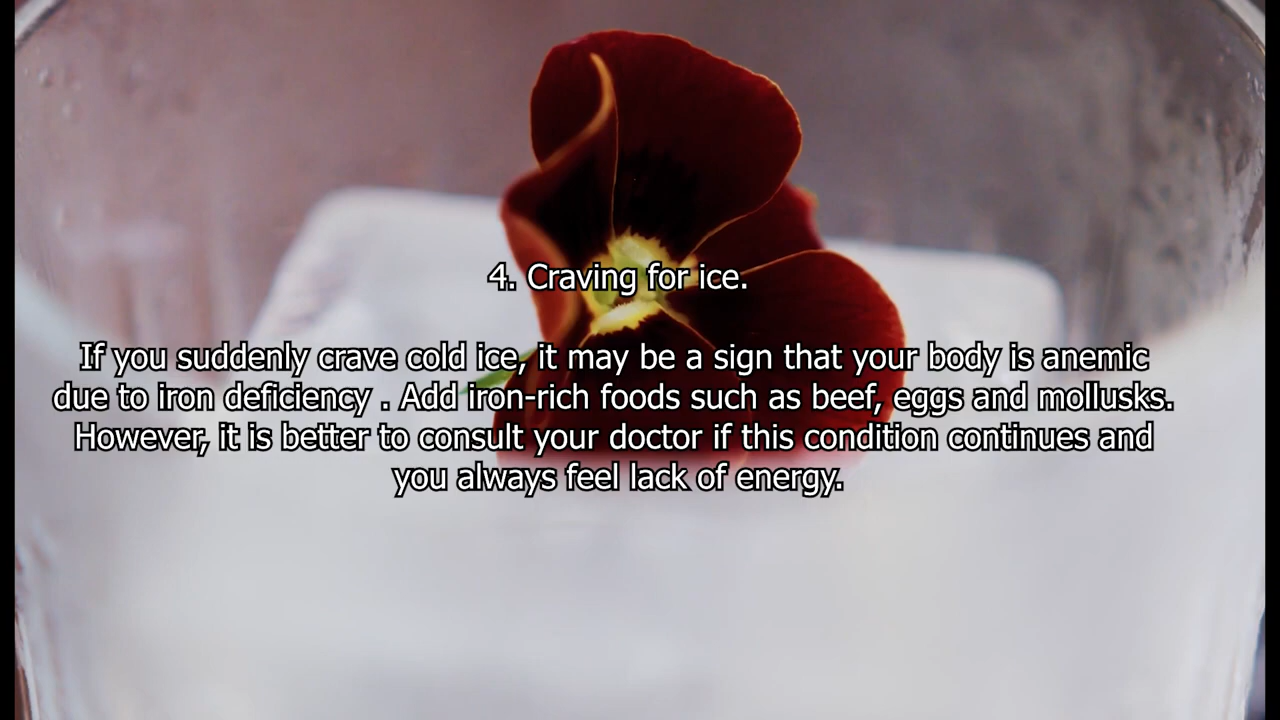 4. Craving for ice.
If you suddenly crave cold ice, it may be a sign that your body is anemic
due to iron deficiency . Add iron-rich foods such as beef, eggs and mollusks.
However, it is better to consult your doctor if this condition continues and
you always feel lack of energy.